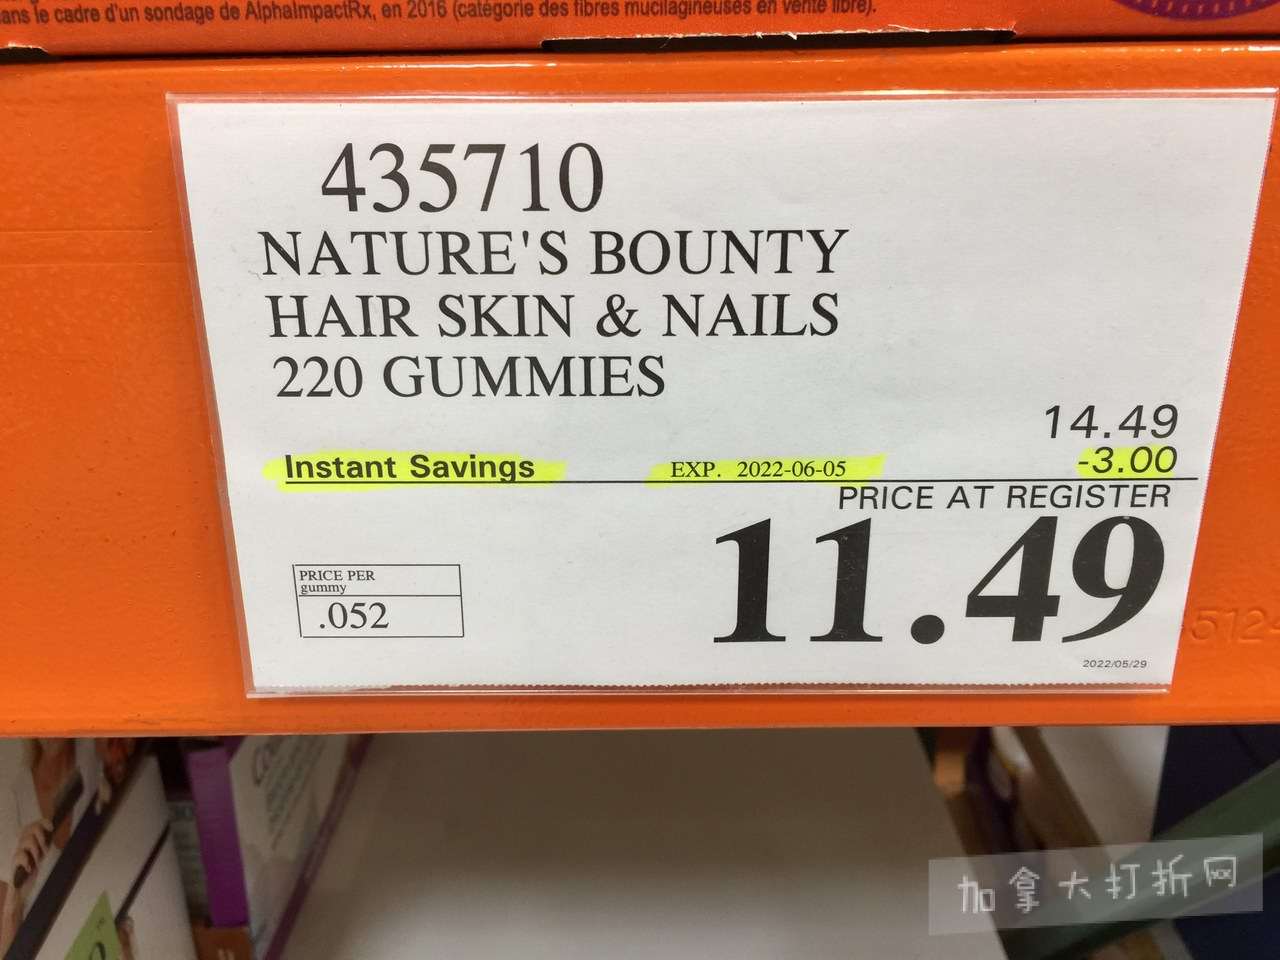 ans le cadre d'un sondage de AlphaImpactRx, en 2016 (catégorie des fibres mucilagineuses en vente libre).
435710
NATURE'S BOUNTY
HAIR SKIN & NAILS
220 GUMMIES
14.49
Instant Savings EXP. 2022-06-05 -3.00
PRICE AT REGISTER
11.49
PRICE PER
gummy
.052
2022/05/29
加拿大打折网